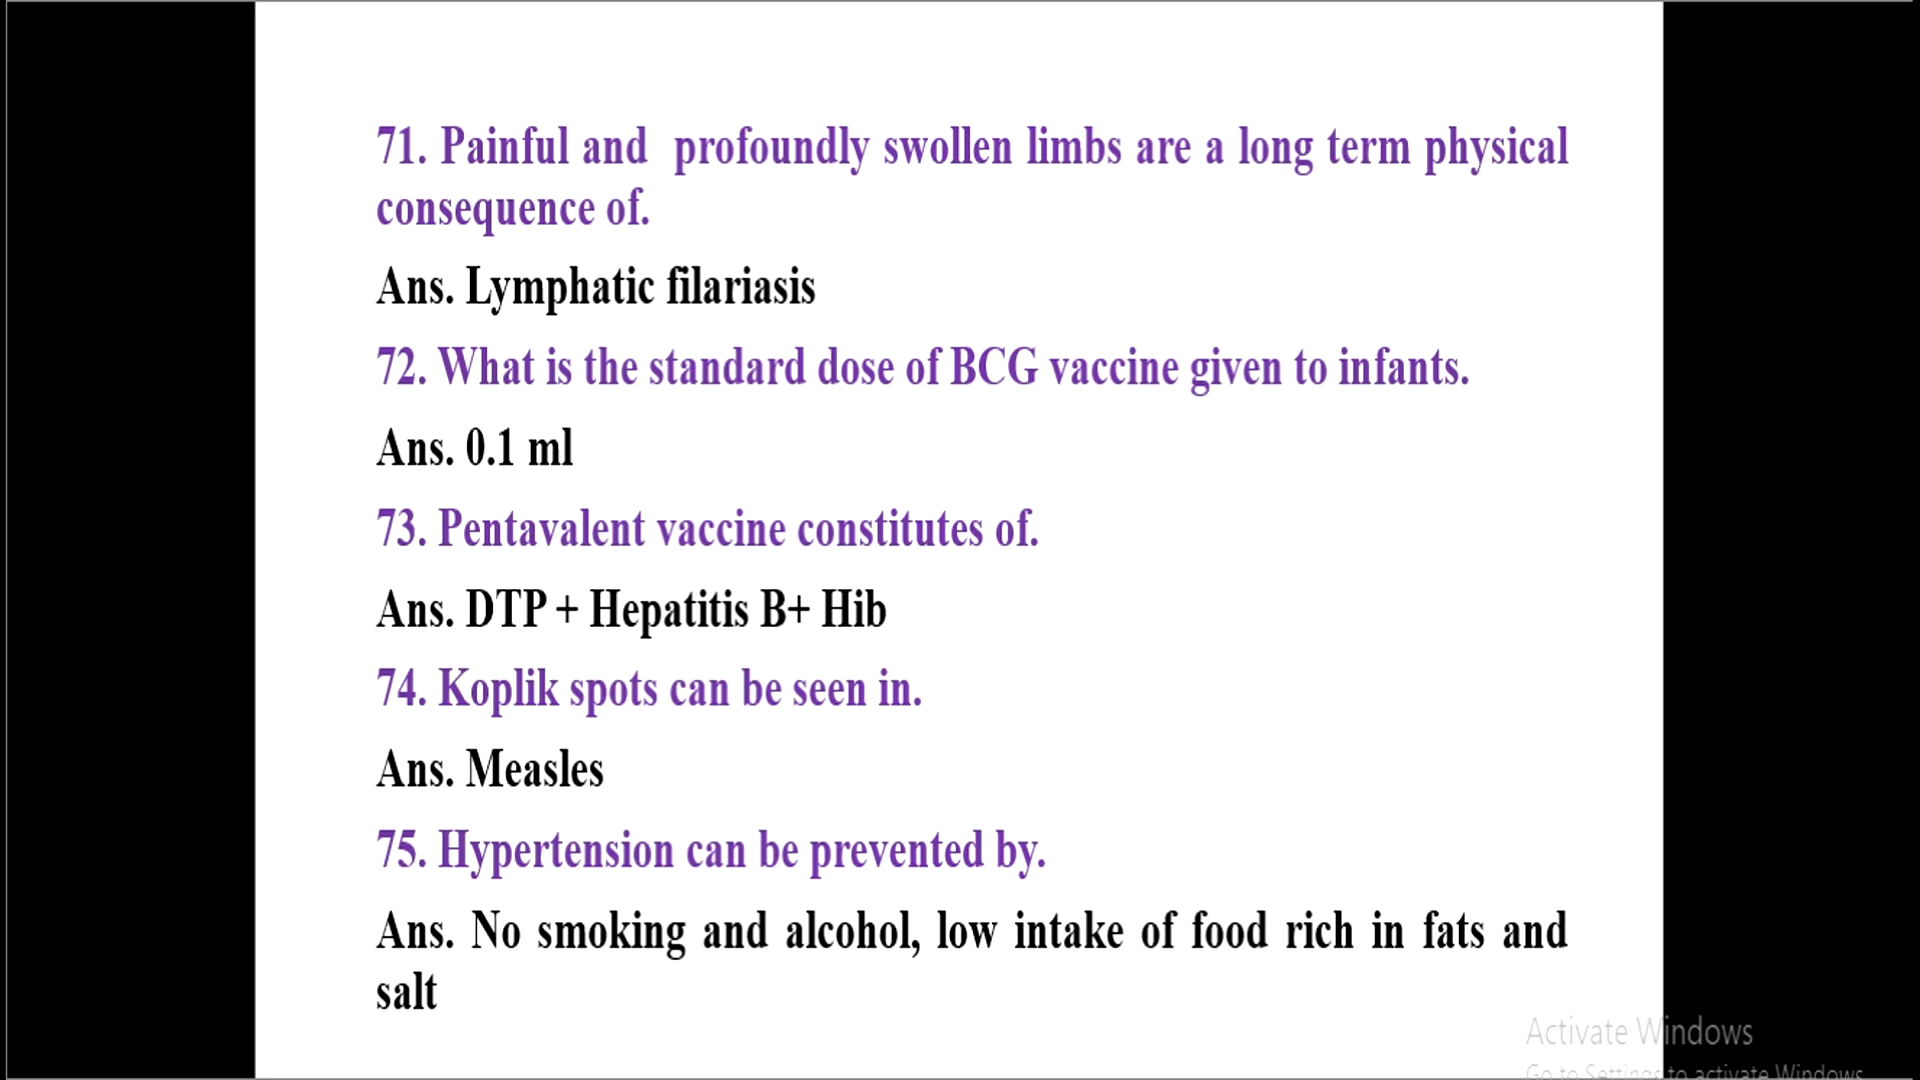 71. Painful and profoundly swollen limbs are a long term physical
consequence of.
Ans. Lymphatic filariasis
72. What is the standard dose of BCG vaccine given to infants.
Ans. 0.1 ml
73. Pentavalent vaccine constitutes of.
Ans. DTP + Hepatitis B+ Hib
74. Koplik spots can be seen in.
Ans. Measles
75. Hypertension can be prevented by.
Ans. No smoking and alcohol, low intake of food rich in fats and
salt
Activate Windows
Go to Settings to activate Windows.